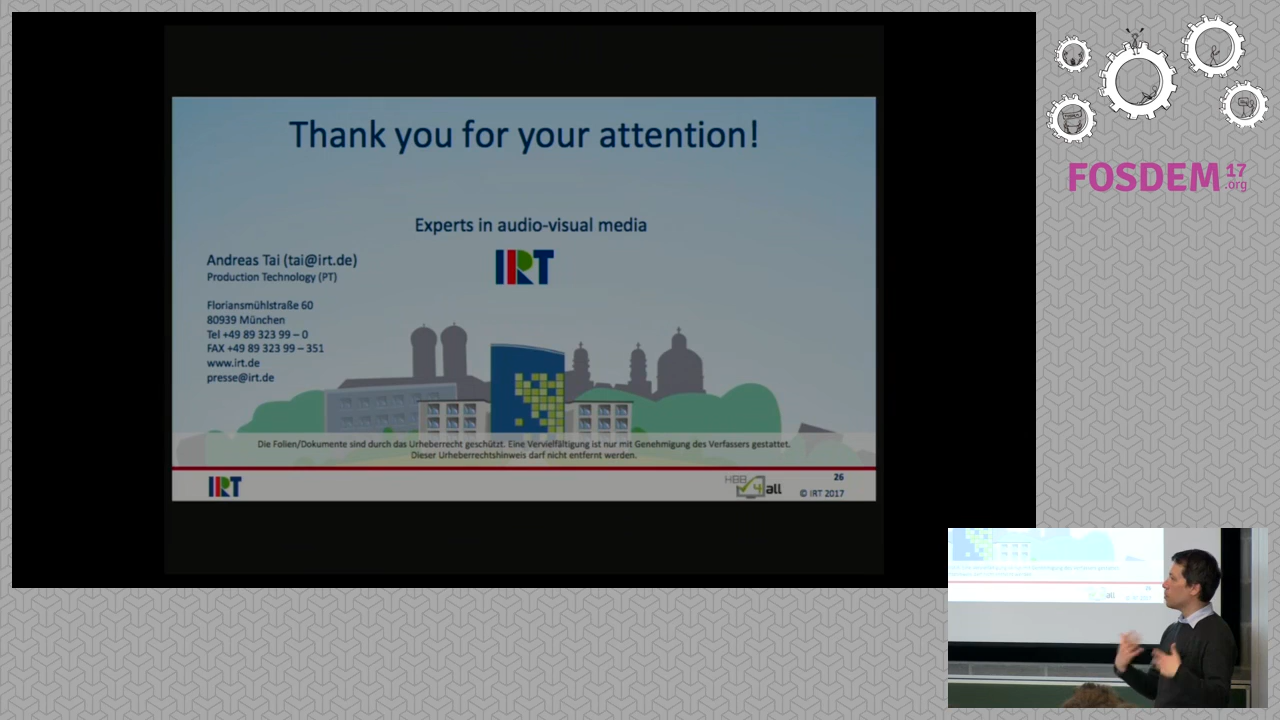 Thank you for your attention!
Experts in audio-visual media
IRT
Andreas Tai (tai@irt.de)
Production Technology (PT)
Floriansmühlstraße 60
80939 München
Tel +49 89 323 99 – 0
FAX +49 89 323 99 – 351
www.irt.de
presse@irt.de
Die Folien/Dokumente sind durch das Urheberrecht geschützt. Eine Vervielfältigung ist nur mit Genehmigung des Verfassers gestattet.
Dieser Urheberrechtshinweis darf nicht entfernt werden.
IRT
HBB4all
26
© IRT 2017
FOSDEM 17
.org
all